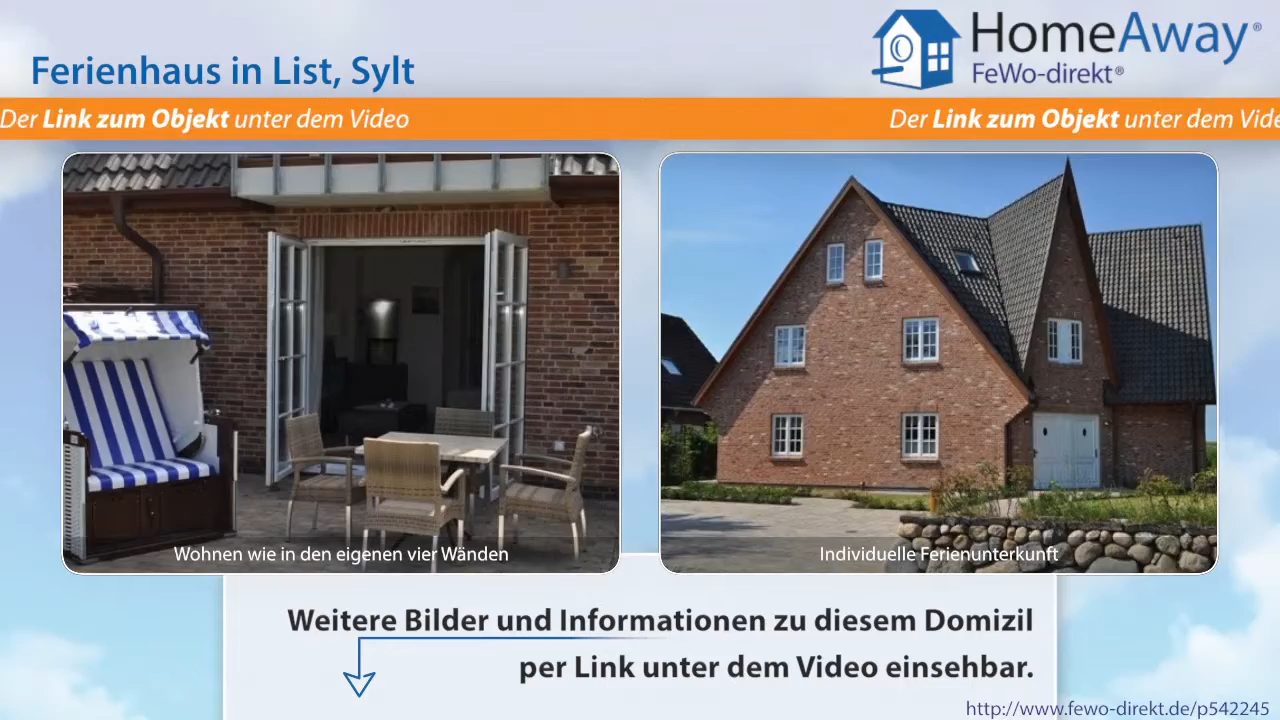 HomeAway®
FeWo-direkt®
Ferienhaus in List, Sylt
Der Link zum Objekt unter dem Video
Der Link zum Objekt unter dem Vide
Wohnen wie in den eigenen vier Wänden
Individuelle Ferienunterkunft
Weitere Bilder und Informationen zu diesem Domizil
per Link unter dem Video einsehbar.
http://www.fewo-direkt.de/p542245